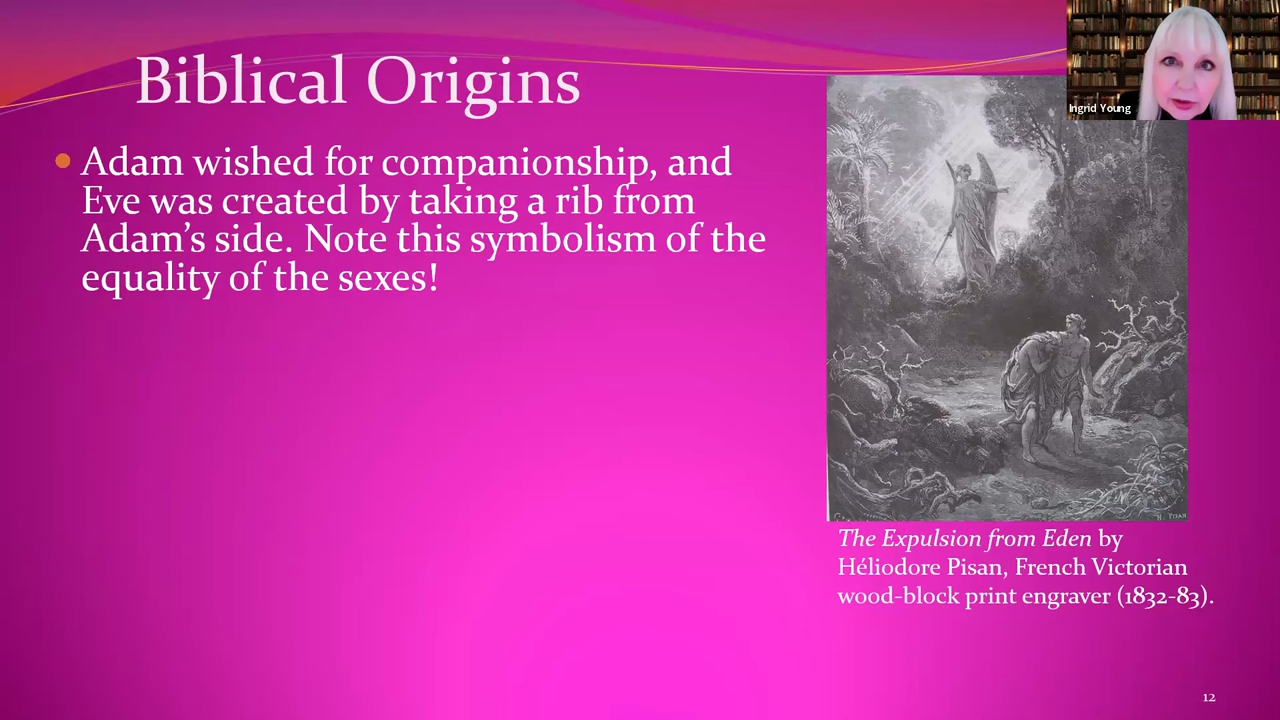 Biblical Origins
Ingrid Young
Adam wished for companionship, and
Eve was created by taking a rib from
Adam’s side. Note this symbolism of the
equality of the sexes!
H. PISAN
The Expulsion from Eden by
Héliodore Pisan, French Victorian
wood-block print engraver (1832-83).
12